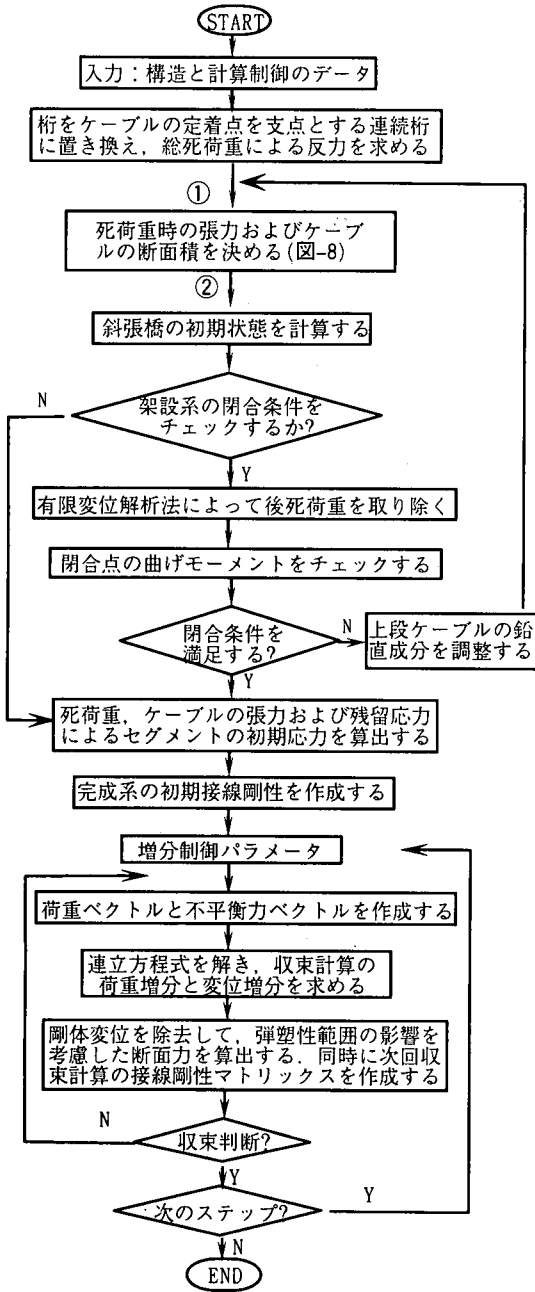 START
入力：構造と計算制御のデータ
桁をケーブルの定着点を支点とする連続桁
に置き換え，総死荷重による反力を求める
①
死荷重時の張力およびケー
ブルの断面積を決める(図-8)
②
斜張橋の初期状態を計算する
N
架設系の閉合条件を
チェックするか?
Y
有限変位解析法によって後死荷重を取り除く
閉合点の曲げモーメントをチェックする
閉合条件を
満足する?
N
上段ケーブルの鉛
直成分を調整する
Y
死荷重，ケーブルの張力および残留応力
によるセグメントの初期応力を算出する
完成系の初期接線剛性を作成する
増分制御パラメータ
荷重ベクトルと不平衡力ベクトルを作成する
連立方程式を解き，収束計算の
荷重増分と変位増分を求める
剛体変位を除去して，弾塑性範囲の影響を
考慮した断面力を算出する．同時に次回収
束計算の接線剛性マトリックスを作成する
N
収束判断?
Y
次のステップ?
Y
N
END